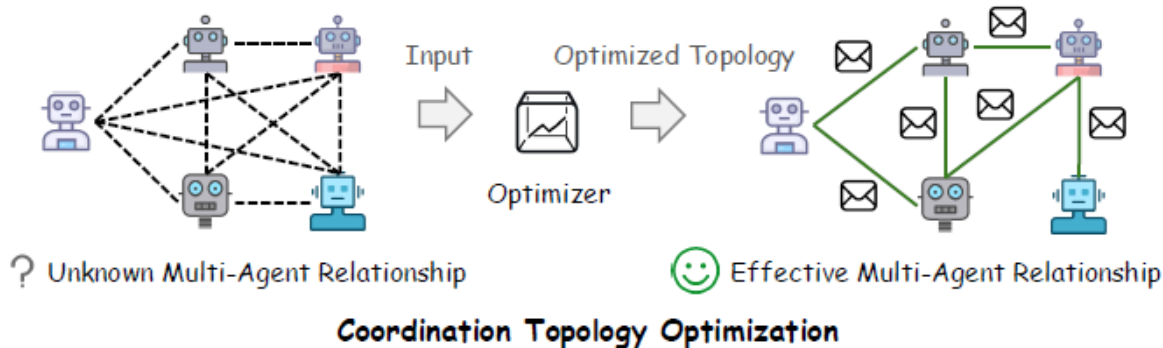 Input
Optimized Topology
Optimizer
? Unknown Multi-Agent Relationship
Effective Multi-Agent Relationship
Coordination Topology Optimization